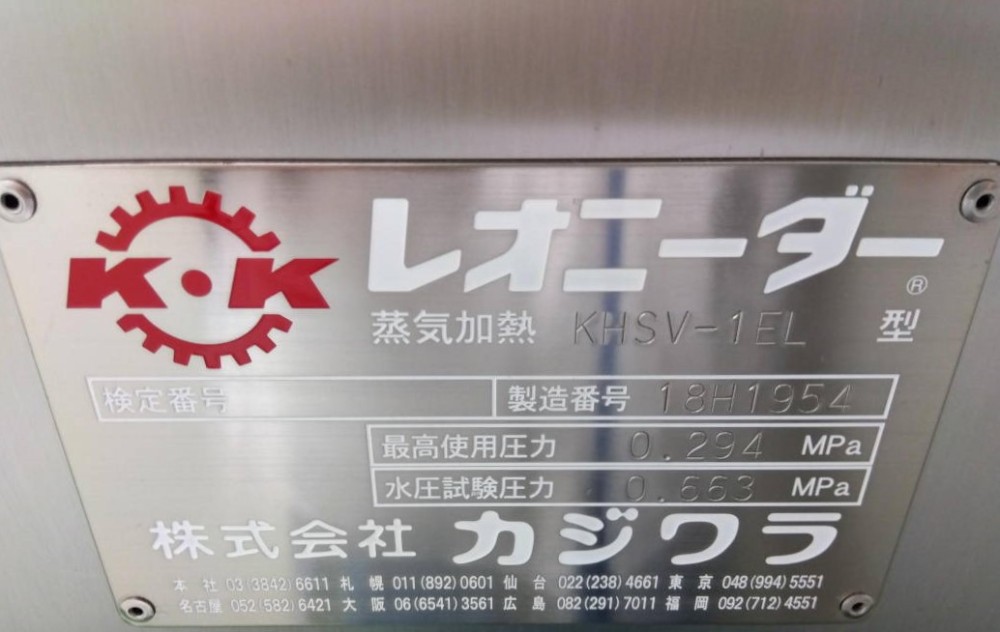 K・K
レオニーダー®
蒸気加熱 KHSV-1EL 型
検定番号 製造番号 18H1954
最高使用圧力 0.294 MPa
水圧試験圧力 0.663 MPa
株式会社 カジワラ
本社 03(3842)6611 札幌 011(892)0601 仙台 022(238)4661 東京 048(994)5551
名古屋 052(582)6421 大阪 06(6541)3561 広島 082(291)7011 福岡 092(712)4551